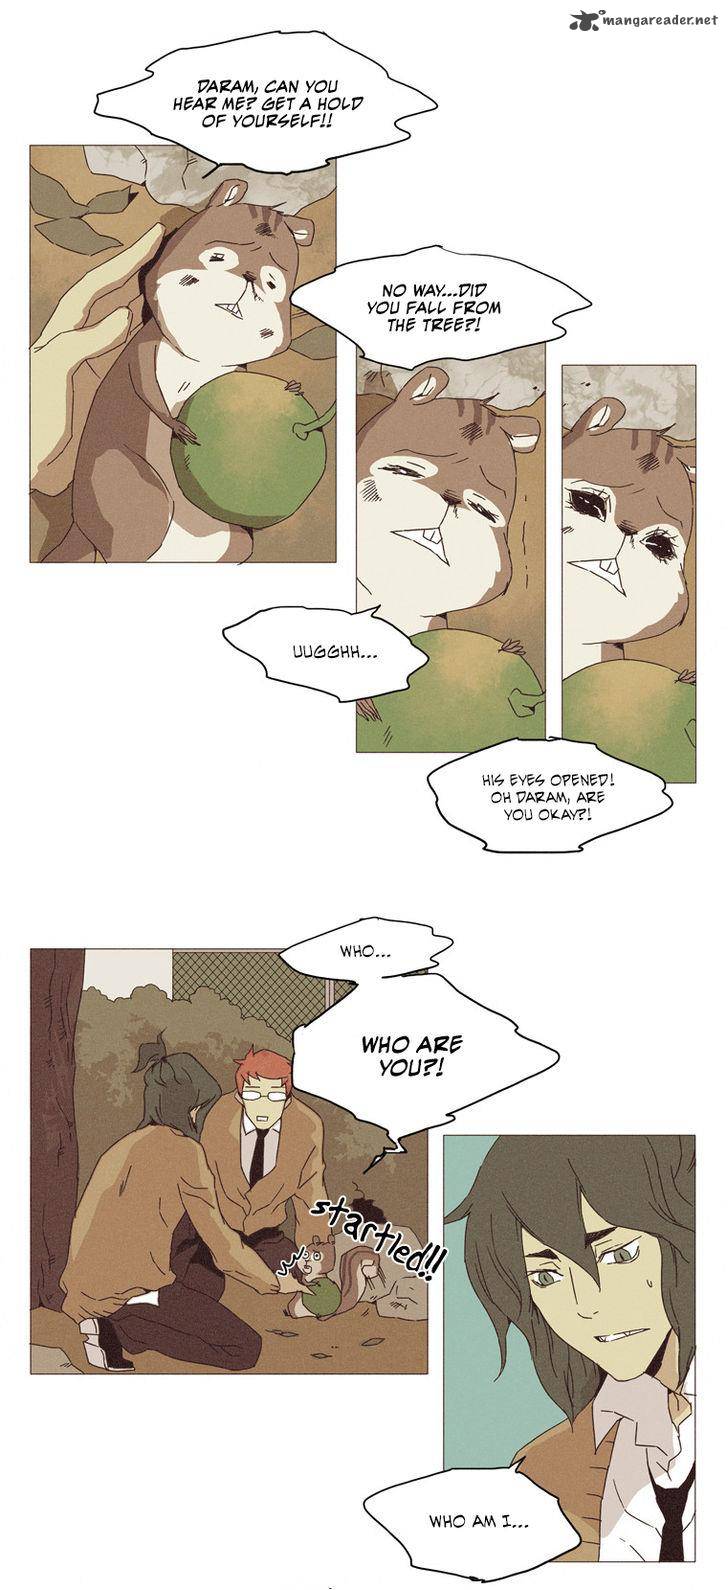 mangareader.net
DARAM, CAN YOU
HEAR ME? GET A HOLD
OF YOURSELF!!
NO WAY...DID
YOU FALL FROM
THE TREE?!
UUGGHH...
HIS EYES OPENED!
OH DARAM, ARE
YOU OKAY?!
WHO...
WHO ARE
YOU?!
startled!!
WHO AM I...